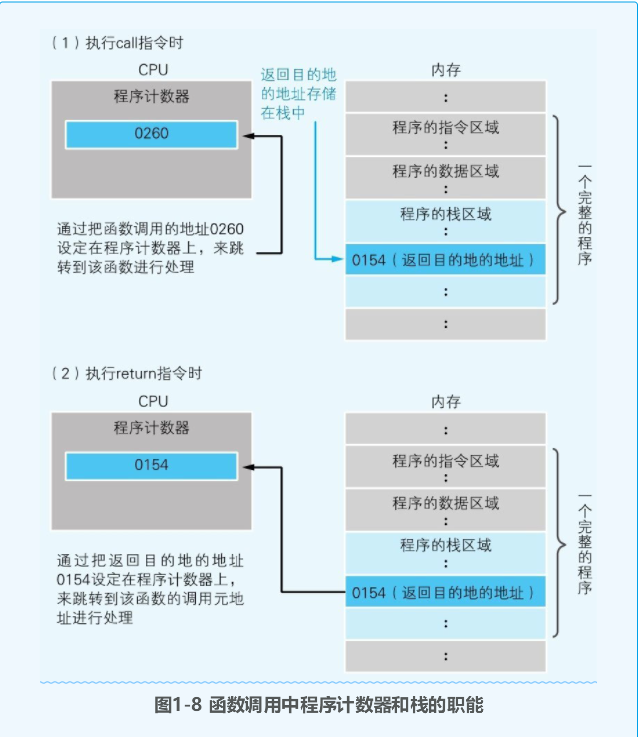 （1）执行call指令时
CPU
程序计数器
0260
返回目的地
的地址存储
在栈中
通过把函数调用的地址0260
设定在程序计数器上，来跳
转到该函数进行处理
内存
：
程序的指令区域
：
程序的数据区域
：
程序的栈区域
：
0154（返回目的地的地址）
：
：
一个完整的程序
（2）执行return指令时
CPU
程序计数器
0154
通过把返回目的地的地址
0154设定在程序计数器上，
来跳转到该函数的调用元地
址进行处理
内存
：
程序的指令区域
：
程序的数据区域
：
程序的栈区域
：
0154（返回目的地的地址）
：
：
一个完整的程序
图1-8 函数调用中程序计数器和栈的职能